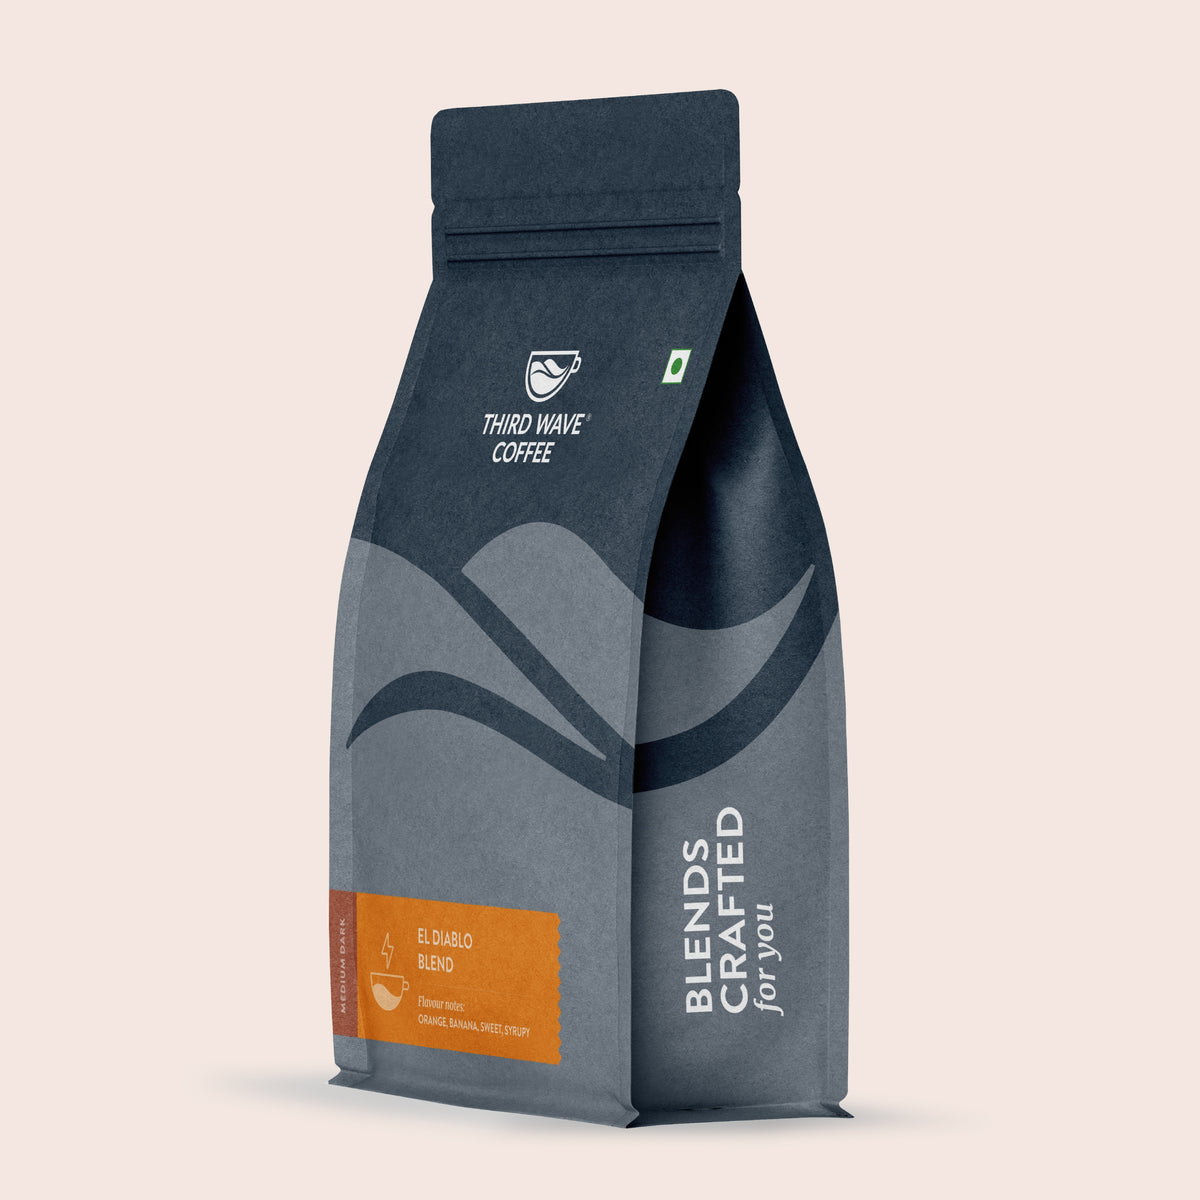 THIRD WAVE®
COFFEE
MEDIUM DARK
EL DIABLO
BLEND
Flavour notes:
ORANGE, BANANA, SWEET, SYRUPY
BLENDS
CRAFTED
for you